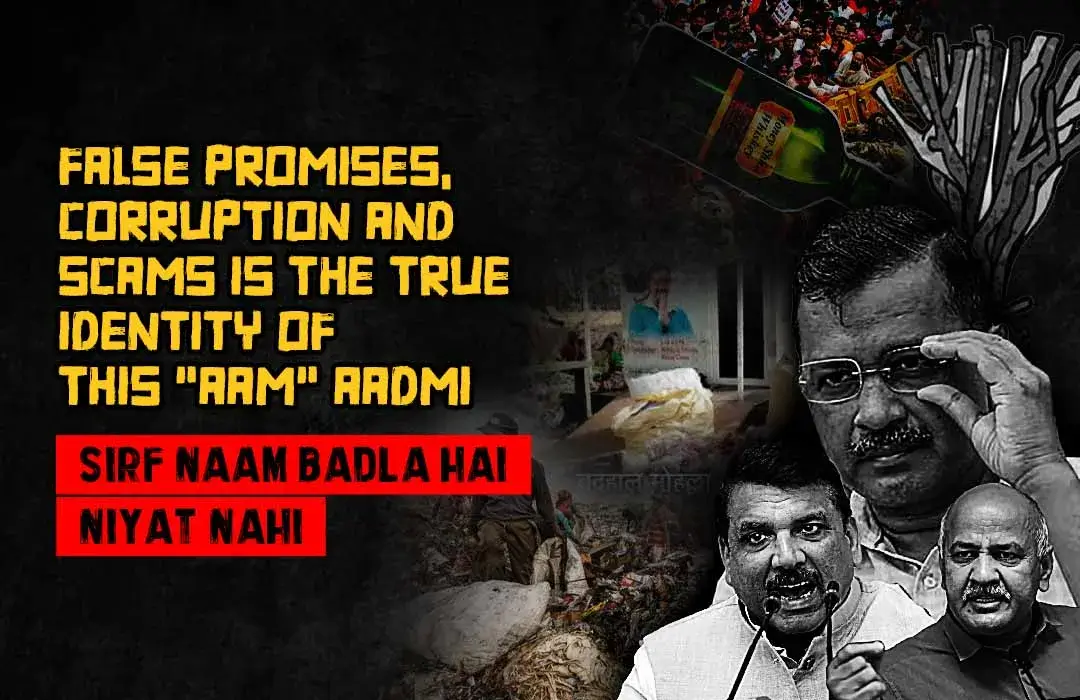 FALSE PROMISES,
CORRUPTION AND
SCAMS IS THE TRUE
IDENTITY OF
THIS "AAM" AADMI
SIRF NAAM BADLA HAI
NIYAT NAHI